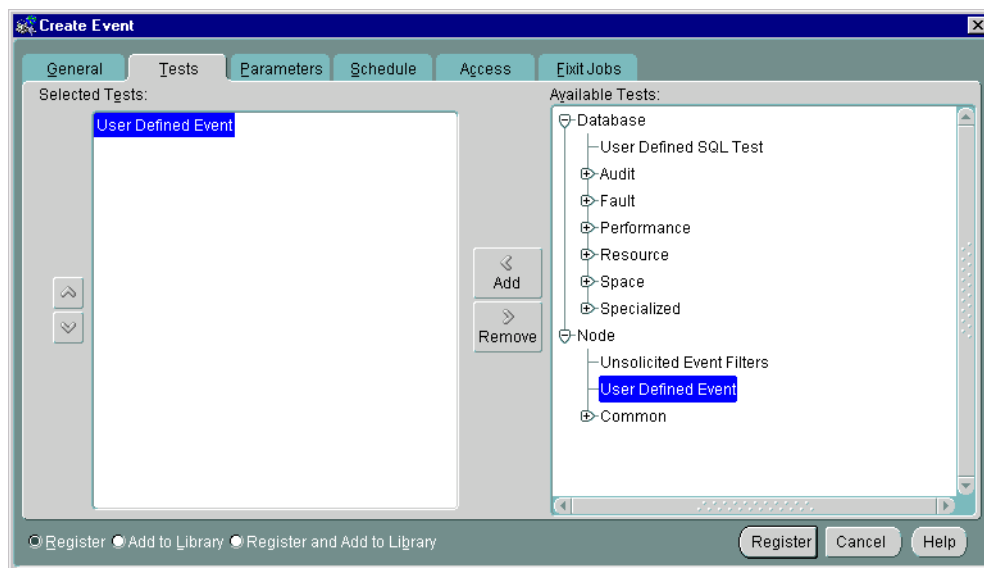 Create Event
General Tests Parameters Schedule Access Fixit Jobs
Selected Tests:
User Defined Event
Add
Remove
Available Tests:
Database
User Defined SQL Test
Audit
Fault
Performance
Resource
Space
Specialized
Node
Unsolicited Event Filters
User Defined Event
Common
Register Add to Library Register and Add to Library
Register Cancel Help